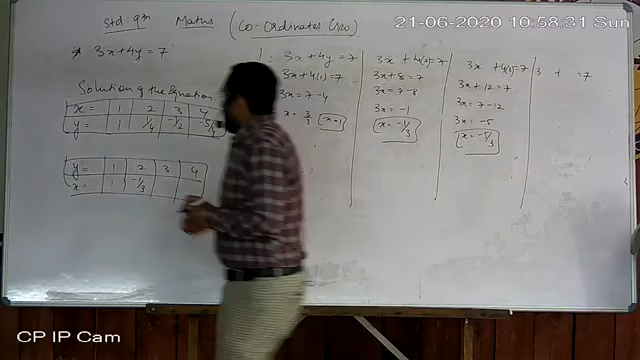 Std: 9th Maths (Co-Ordinates Geo)
21-06-2020 10:58:31 Sun
* 3x+4y=7
Solution of the Equation
x= 1 2 3 4
y= 1 1/4 -1/2 -5/4
y= 1 2 3 4
x= 1 -1/3
1: 3x+4y=7
3x+4(1)=7
3x=7-4
x=3/3 x=1
3x+4(2)=7
3x+8=7
3x=7-8
3x=-1
x=-1/3
3x+4(3)=7
3x+12=7
3x=7-12
3x=-5
x=-5/3
3 + =7
CP IP Cam